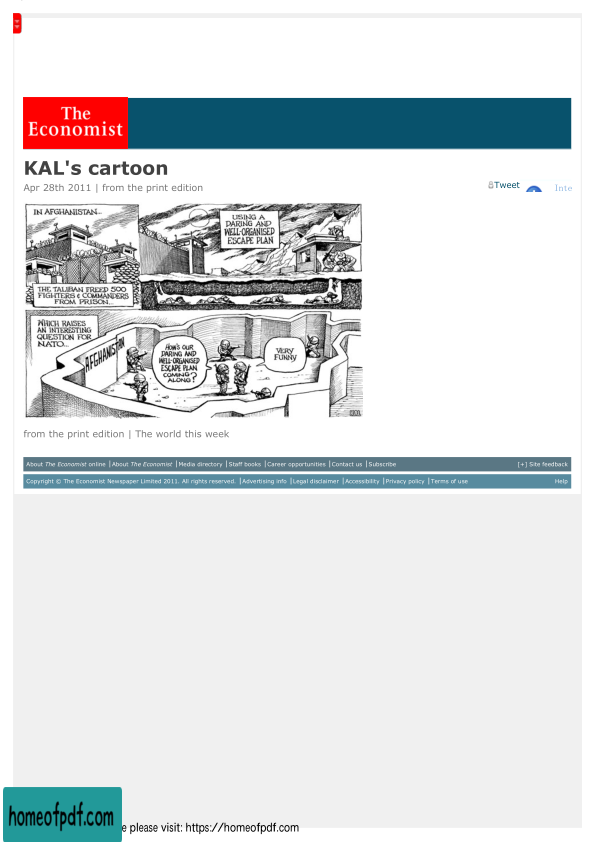 The
Economist
KAL's cartoon
Apr 28th 2011 | from the print edition
Tweet
Inte
IN AFGHANISTAN...
THE TALIBAN FREED 500
FIGHTERS & COMMANDERS
FROM PRISON...
USING A
DARING AND
WELL-ORGANISED
ESCAPE PLAN
WHICH RAISES
AN INTERESTING
QUESTION FOR
NATO...
AFGHANISTAN
HOW'S OUR
DARING AND
WELL-ORGANISED
ESCAPE PLAN
COMING
ALONG?
VERY
FUNNY
KAL
from the print edition | The world this week
About The Economist online | About The Economist | Media directory | Staff books | Career opportunities | Contact us | Subscribe
[+] Site feedback
Copyright © The Economist Newspaper Limited 2011. All rights reserved. | Advertising info | Legal disclaimer | Accessibility | Privacy policy | Terms of use
Help
homeofpdf.com
e please visit: https://homeofpdf.com